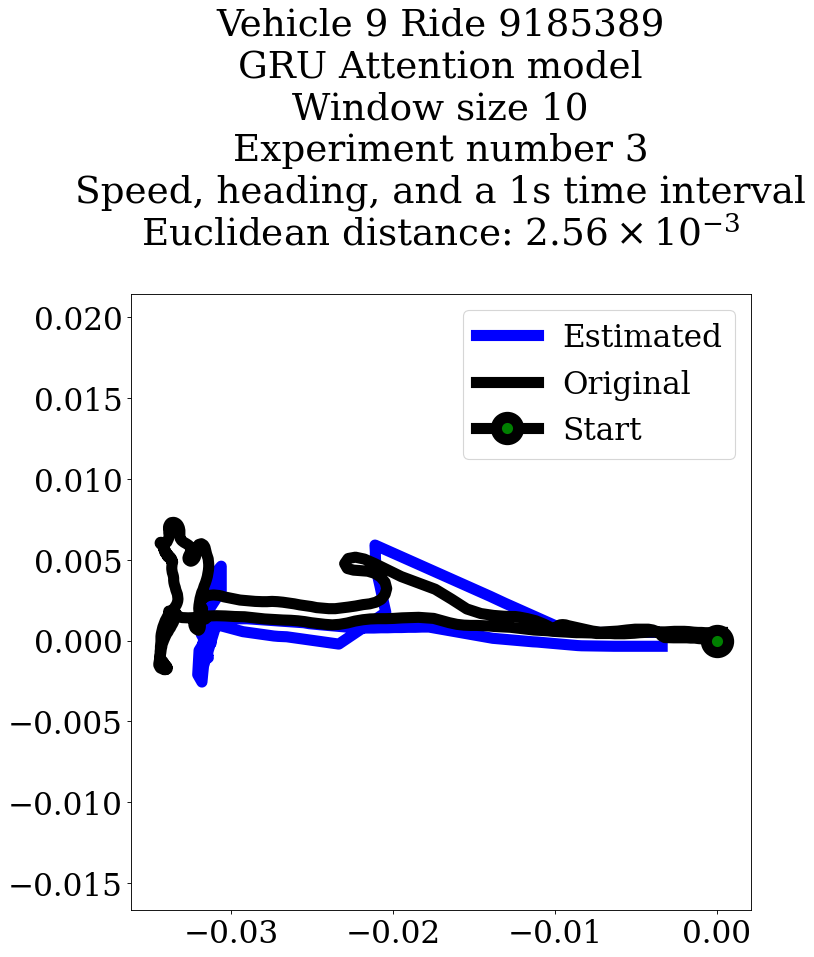 Vehicle 9 Ride 9185389
GRU Attention model
Window size 10
Experiment number 3
Speed, heading, and a 1s time interval
Euclidean distance: 2.56 × 10⁻³
Estimated
Original
Start
0.020
0.015
0.010
0.005
0.000
−0.005
−0.010
−0.015
−0.03 −0.02 −0.01 0.00